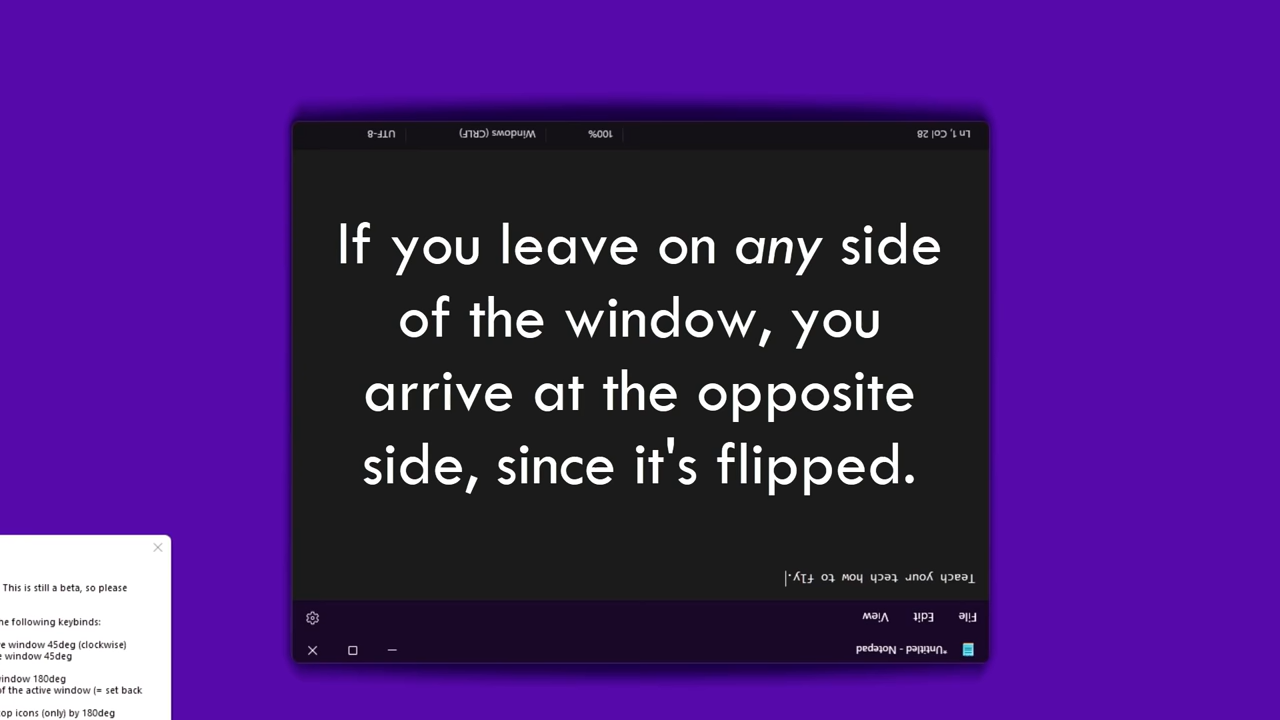 If you leave on any side
of the window, you
arrive at the opposite
side, since it's flipped.
Ln 1, Col 28
100%
Windows (CRLF)
UTF-8
Teach your tech how to fly.
File Edit View
*Untitled - Notepad
This is still a beta, so please
he following keybinds:
e window 45deg (clockwise)
e window 45deg
window 180deg
of the active window (= set back
top icons (only) by 180deg